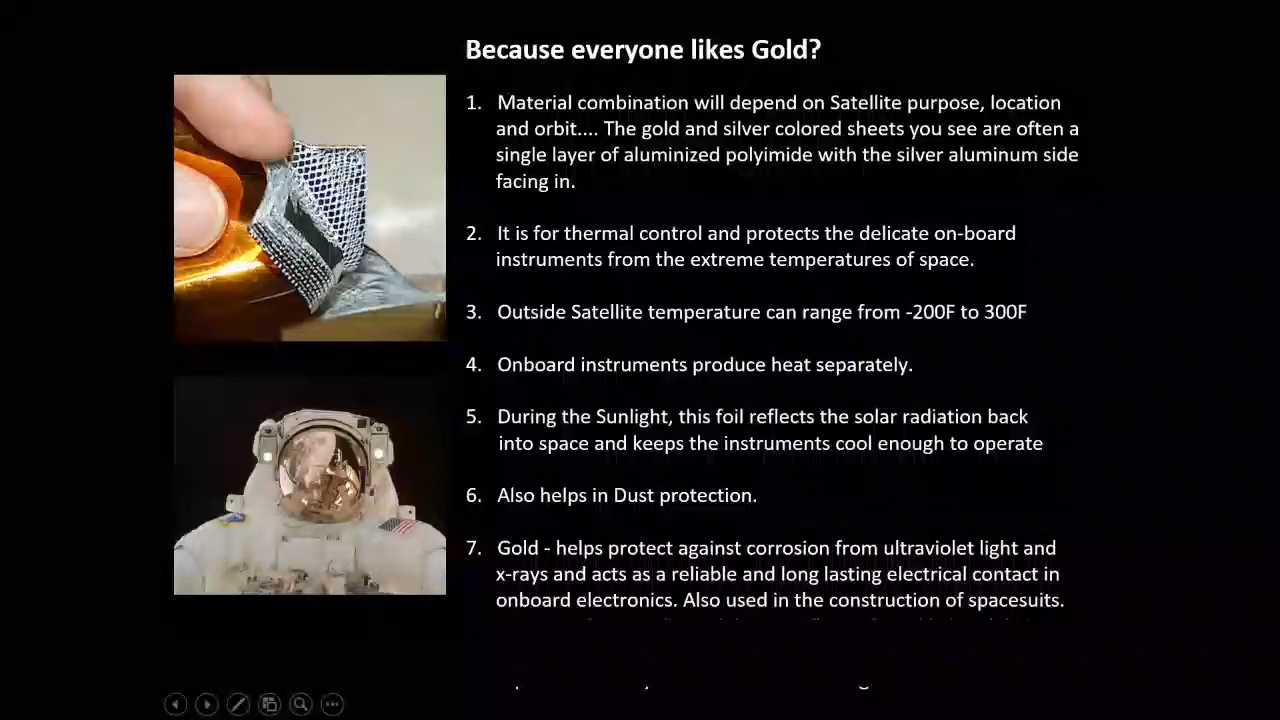 Because everyone likes Gold?
1. Material combination will depend on Satellite purpose, location
and orbit.... The gold and silver colored sheets you see are often a
single layer of aluminized polyimide with the silver aluminum side
facing in.
2. It is for thermal control and protects the delicate on-board
instruments from the extreme temperatures of space.
3. Outside Satellite temperature can range from -200F to 300F
4. Onboard instruments produce heat separately.
5. During the Sunlight, this foil reflects the solar radiation back
into space and keeps the instruments cool enough to operate
6. Also helps in Dust protection.
7. Gold - helps protect against corrosion from ultraviolet light and
x-rays and acts as a reliable and long lasting electrical contact in
onboard electronics. Also used in the construction of spacesuits.